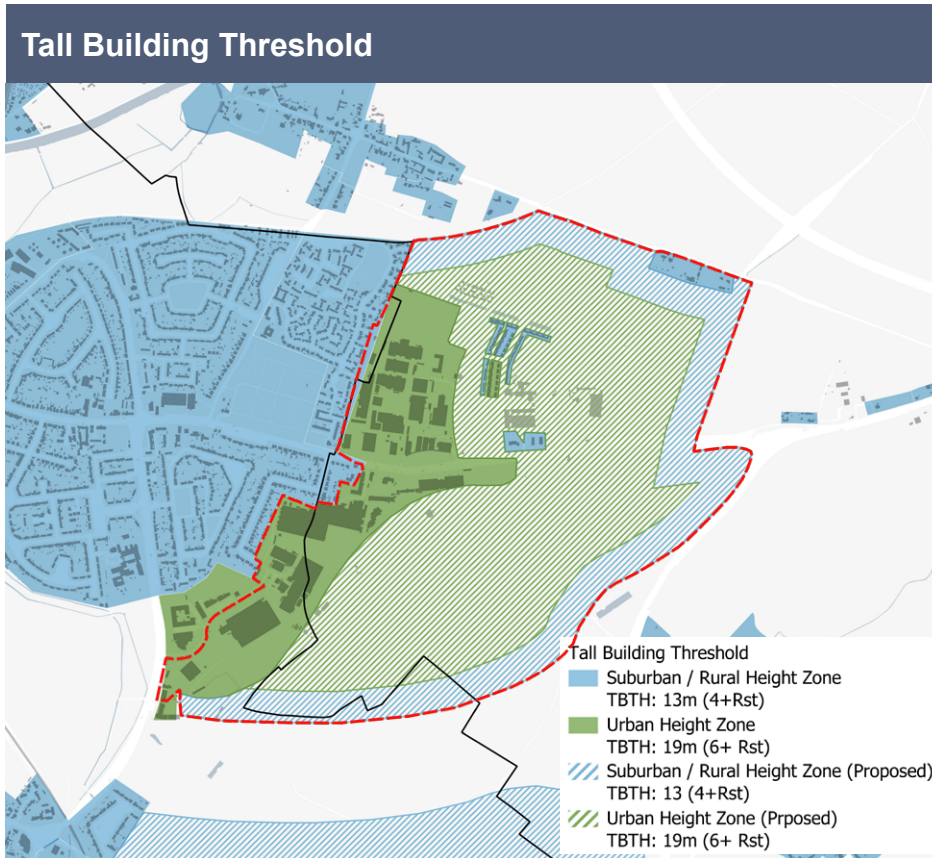 Tall Building Threshold
Tall Building Threshold
Suburban / Rural Height Zone
TBTH: 13m (4+Rst)
Urban Height Zone
TBTH: 19m (6+ Rst)
Suburban / Rural Height Zone (Proposed)
TBTH: 13 (4+Rst)
Urban Height Zone (Prposed)
TBTH: 19m (6+ Rst)